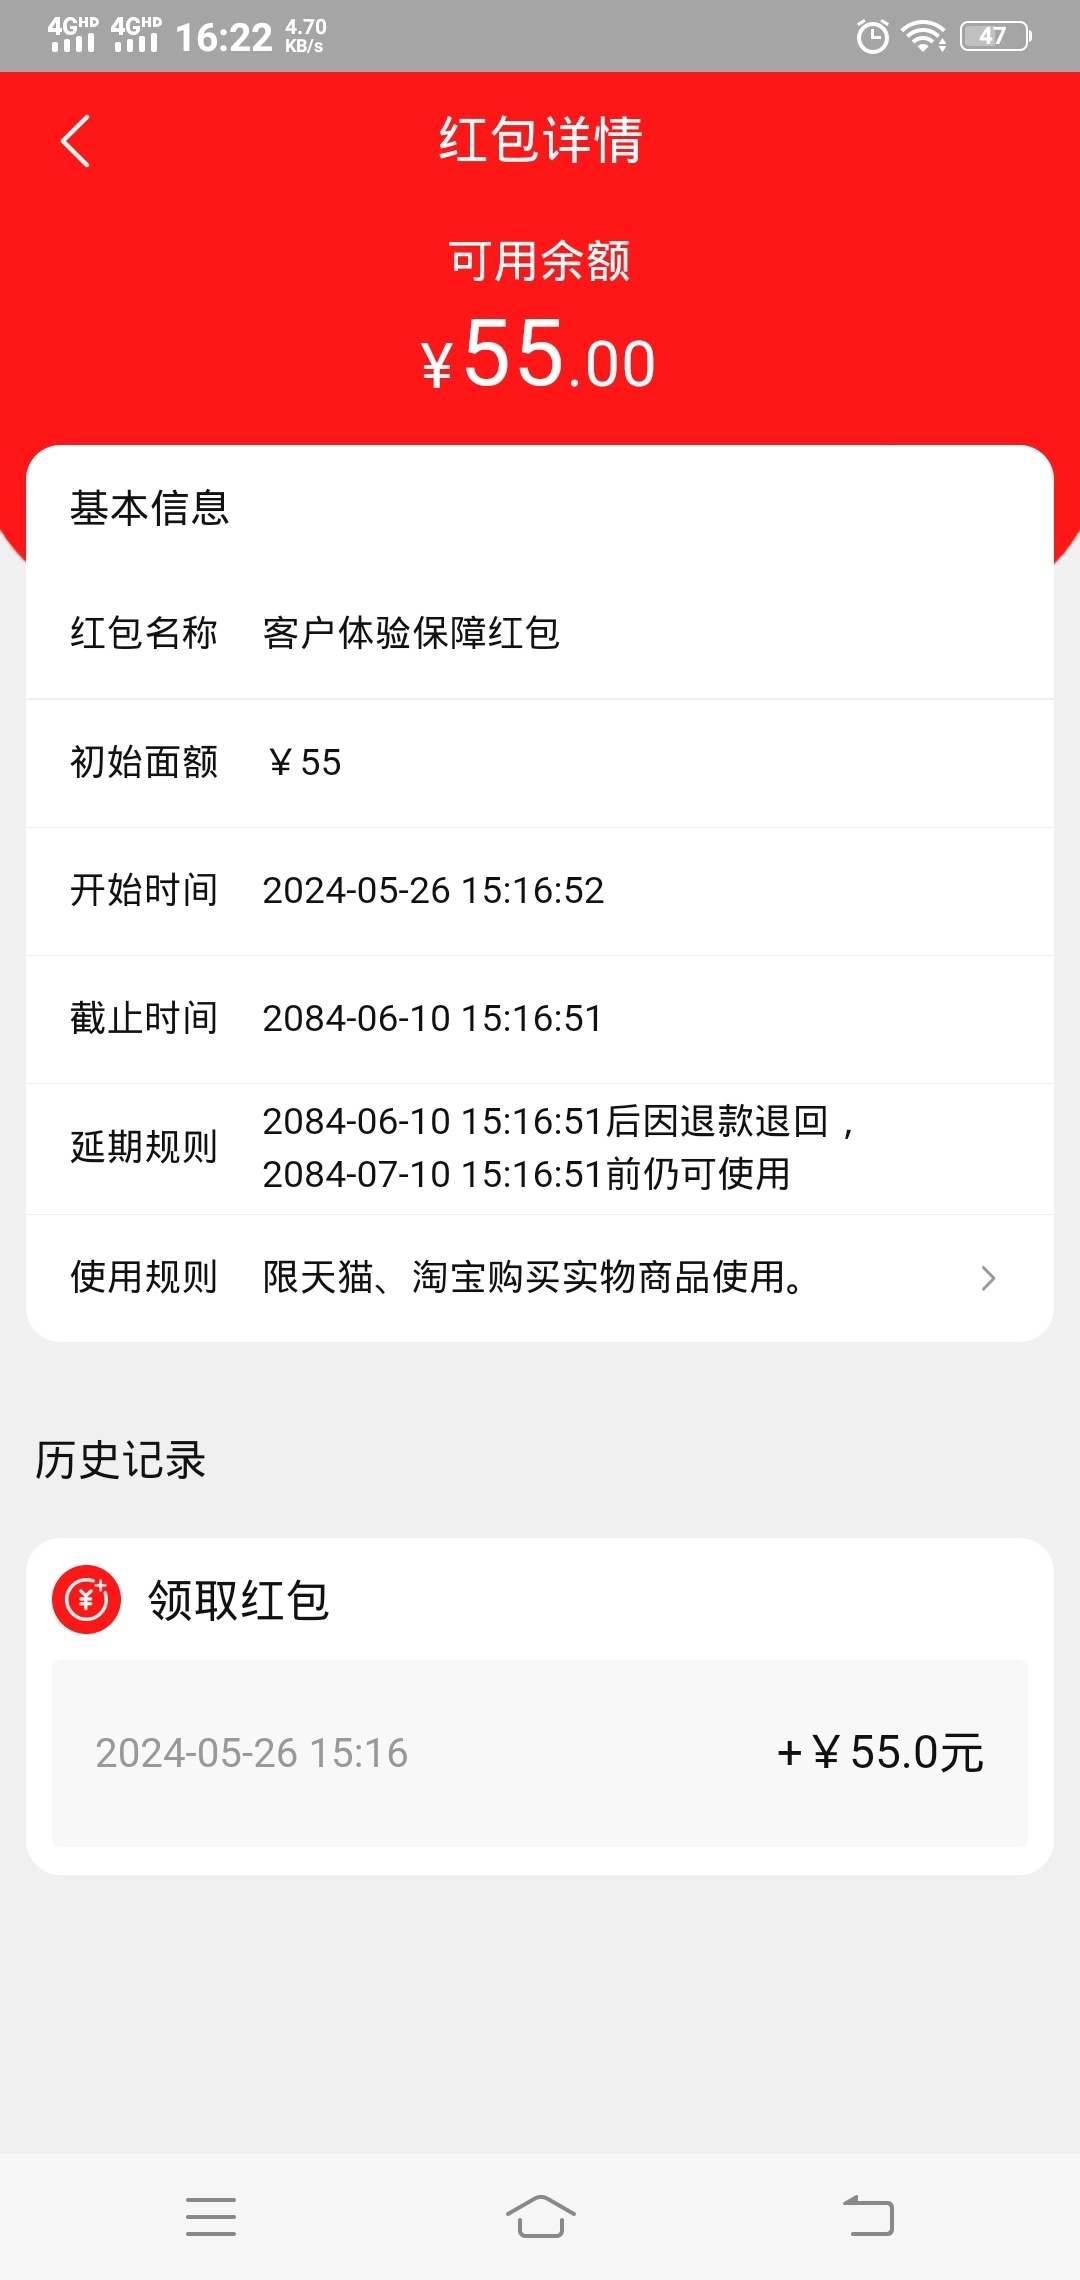 4GHD 4GHD 16:22 4.70 KB/s 47
红包详情
可用余额
¥55.00
基本信息
红包名称 客户体验保障红包
初始面额 ￥55
开始时间 2024-05-26 15:16:52
截止时间 2084-06-10 15:16:51
延期规则 2084-06-10 15:16:51后因退款退回，
2084-07-10 15:16:51前仍可使用
使用规则 限天猫、淘宝购买实物商品使用。
历史记录
领取红包
2024-05-26 15:16 +￥55.0元